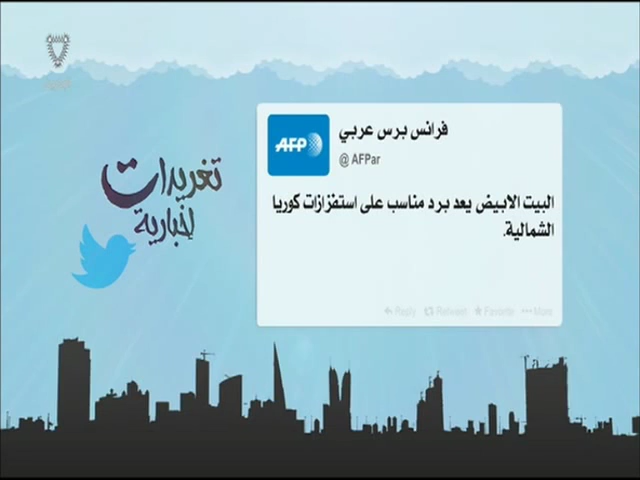 تغريدات
إخبارية
AFP
فرانس برس عربي
@ AFPar
البيت الابيض يعد برد مناسب على استفزازات كوريا
الشمالية.
Reply Retweet Favorite More